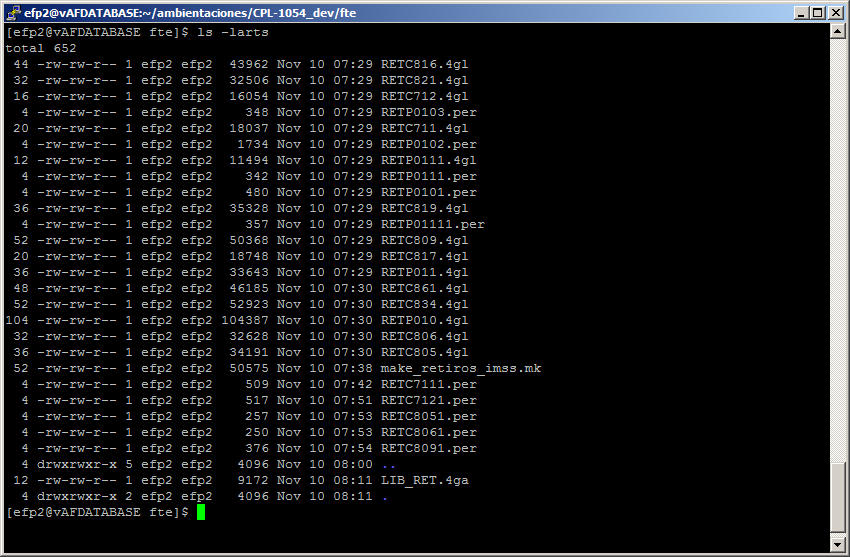 efp2@vAFDATABASE:~/ambientaciones/CPL-1054_dev/fte
[efp2@vAFDATABASE fte]$ ls -larts
total 652
 44 -rw-rw-r-- 1 efp2 efp2  43962 Nov 10 07:29 RETC816.4gl
 32 -rw-rw-r-- 1 efp2 efp2  32506 Nov 10 07:29 RETC821.4gl
 16 -rw-rw-r-- 1 efp2 efp2  16054 Nov 10 07:29 RETC712.4gl
  4 -rw-rw-r-- 1 efp2 efp2    348 Nov 10 07:29 RETP0103.per
 20 -rw-rw-r-- 1 efp2 efp2  18037 Nov 10 07:29 RETC711.4gl
  4 -rw-rw-r-- 1 efp2 efp2   1734 Nov 10 07:29 RETP0102.per
 12 -rw-rw-r-- 1 efp2 efp2  11494 Nov 10 07:29 RETP0111.4gl
  4 -rw-rw-r-- 1 efp2 efp2    342 Nov 10 07:29 RETP0111.per
  4 -rw-rw-r-- 1 efp2 efp2    480 Nov 10 07:29 RETP0101.per
 36 -rw-rw-r-- 1 efp2 efp2  35328 Nov 10 07:29 RETC819.4gl
  4 -rw-rw-r-- 1 efp2 efp2    357 Nov 10 07:29 RETP01111.per
 52 -rw-rw-r-- 1 efp2 efp2  50368 Nov 10 07:29 RETC809.4gl
 20 -rw-rw-r-- 1 efp2 efp2  18748 Nov 10 07:29 RETC817.4gl
 36 -rw-rw-r-- 1 efp2 efp2  33643 Nov 10 07:29 RETP011.4gl
 48 -rw-rw-r-- 1 efp2 efp2  46185 Nov 10 07:30 RETC861.4gl
 52 -rw-rw-r-- 1 efp2 efp2  52923 Nov 10 07:30 RETC834.4gl
104 -rw-rw-r-- 1 efp2 efp2 104387 Nov 10 07:30 RETP010.4gl
 32 -rw-rw-r-- 1 efp2 efp2  32628 Nov 10 07:30 RETC806.4gl
 36 -rw-rw-r-- 1 efp2 efp2  34191 Nov 10 07:30 RETC805.4gl
 52 -rw-rw-r-- 1 efp2 efp2  50575 Nov 10 07:38 make_retiros_imss.mk
  4 -rw-rw-r-- 1 efp2 efp2    509 Nov 10 07:42 RETC7111.per
  4 -rw-rw-r-- 1 efp2 efp2    517 Nov 10 07:51 RETC7121.per
  4 -rw-rw-r-- 1 efp2 efp2    257 Nov 10 07:53 RETC8051.per
  4 -rw-rw-r-- 1 efp2 efp2    250 Nov 10 07:53 RETC8061.per
  4 -rw-rw-r-- 1 efp2 efp2    376 Nov 10 07:54 RETC8091.per
  4 drwxrwxr-x 5 efp2 efp2   4096 Nov 10 08:00 ..
 12 -rw-rw-r-- 1 efp2 efp2   9172 Nov 10 08:11 LIB_RET.4ga
  4 drwxrwxr-x 2 efp2 efp2   4096 Nov 10 08:11 .
[efp2@vAFDATABASE fte]$